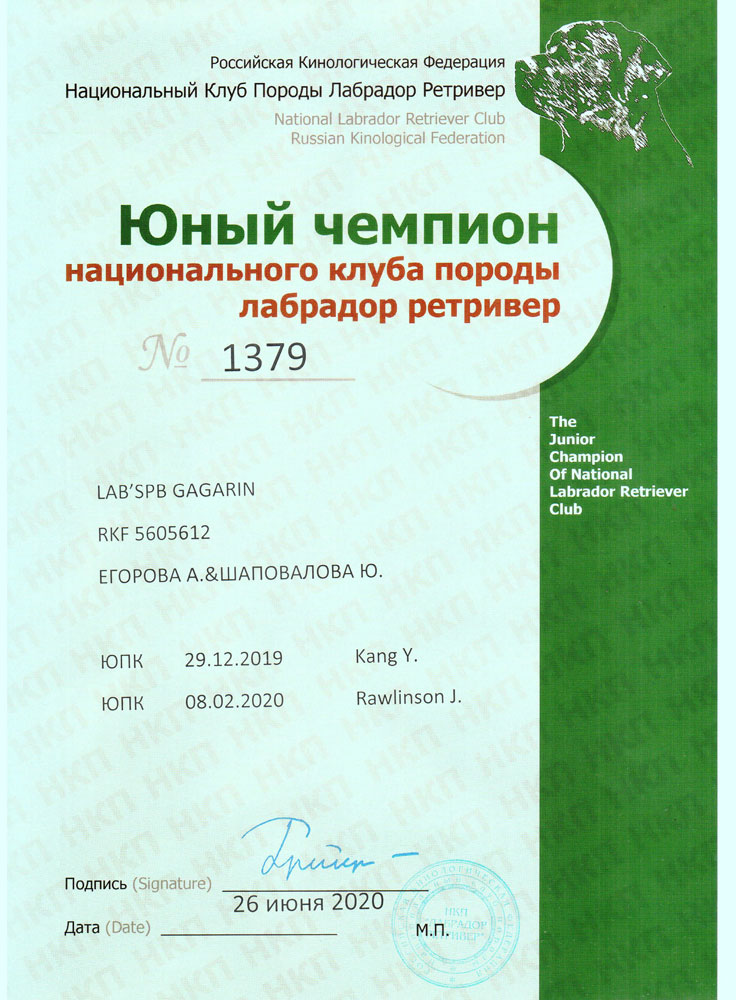 Российская Кинологическая Федерация
Национальный Клуб Породы Лабрадор Ретривер
National Labrador Retriever Club
Russian Kinological Federation
Юный чемпион
национального клуба породы
лабрадор ретривер
№ 1379
The
Junior
Champion
Of National
Labrador Retriever
Club
LAB'SPB GAGARIN
RKF 5605612
ЕГОРОВА А.&ШАПОВАЛОВА Ю.
ЮПК 29.12.2019 Kang Y.
ЮПК 08.02.2020 Rawlinson J.
Подпись (Signature)
26 июня 2020
Дата (Date) М.П.
НКП
"ЛАБРАДОР
РЕТРИВЕР"